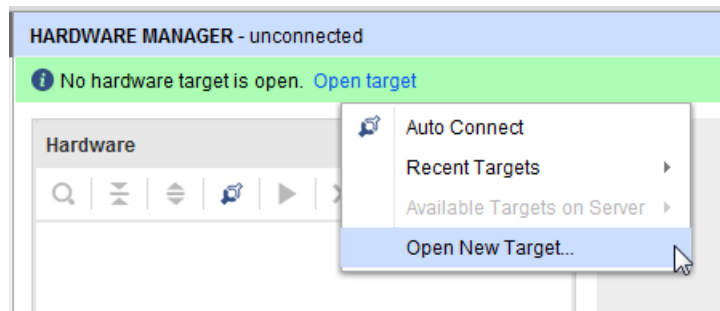 HARDWARE MANAGER - unconnected
No hardware target is open. Open target
Hardware
Auto Connect
Recent Targets
Available Targets on Server
Open New Target...